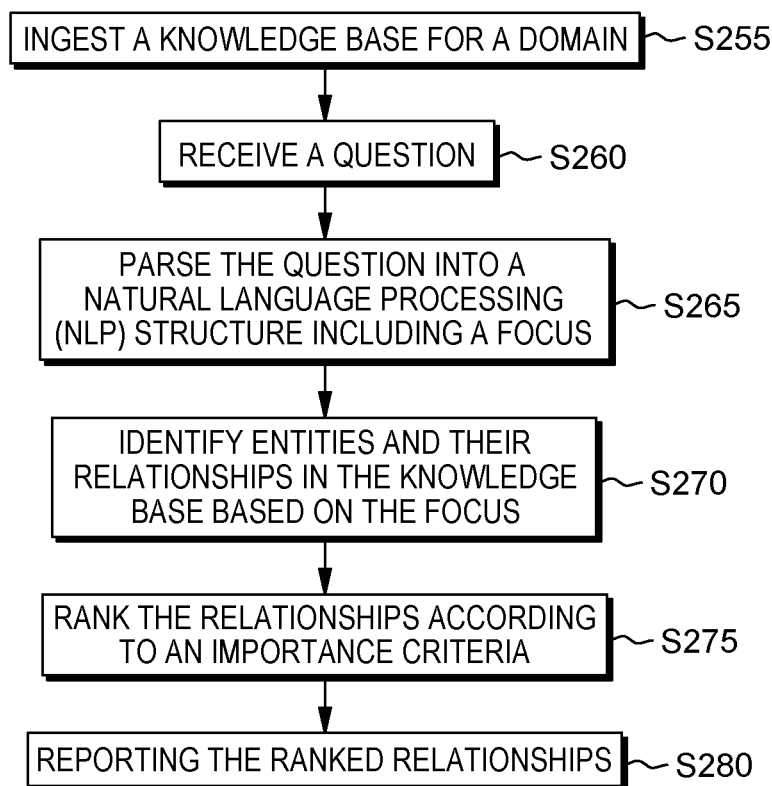 INGEST A KNOWLEDGE BASE FOR A DOMAIN
S255
RECEIVE A QUESTION
S260
PARSE THE QUESTION INTO A
NATURAL LANGUAGE PROCESSING
(NLP) STRUCTURE INCLUDING A FOCUS
S265
IDENTIFY ENTITIES AND THEIR
RELATIONSHIPS IN THE KNOWLEDGE
BASE BASED ON THE FOCUS
S270
RANK THE RELATIONSHIPS ACCORDING
TO AN IMPORTANCE CRITERIA
S275
REPORTING THE RANKED RELATIONSHIPS
S280